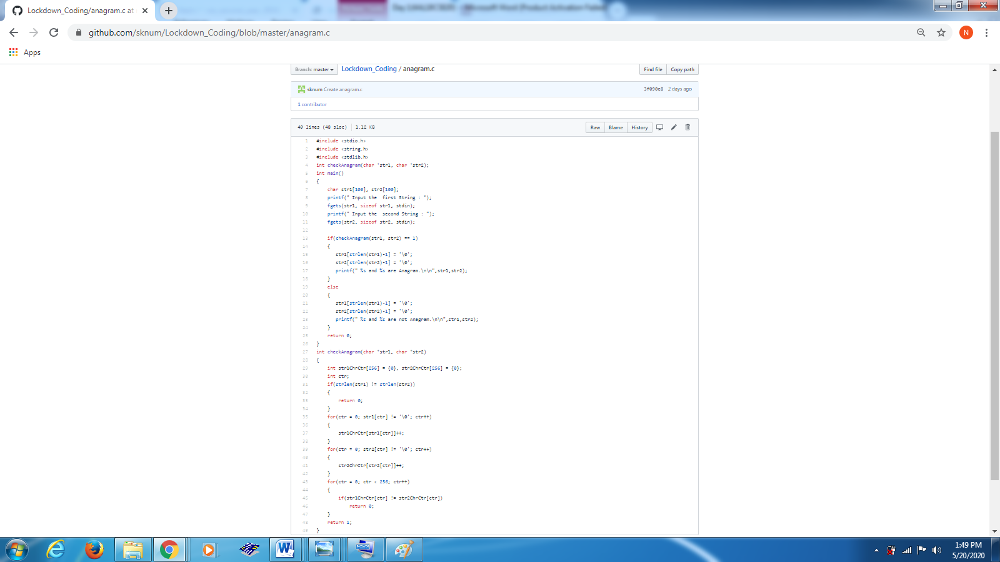 Lockdown_Coding/anagram.c at
github.com/sknum/Lockdown_Coding/blob/master/anagram.c
N
Apps
Branch: master
Lockdown_Coding / anagram.c
Find file
Copy path
sknum Create anagram.c
3f090e8 2 days ago
1 contributor
49 lines (48 sloc) 1.12 KB
Raw Blame History
1 #include <stdio.h>
2 #include <string.h>
3 #include <stdlib.h>
4 int checkAnagram(char *str1, char *str2);
5 int main()
6 {
7 char str1[100], str2[100];
8 printf(" Input the  first String : ");
9 fgets(str1, sizeof str1, stdin);
10 printf(" Input the  second String : ");
11 fgets(str2, sizeof str2, stdin);
12
13 if(checkAnagram(str1, str2) == 1)
14 {
15 str1[strlen(str1)-1] = '\0';
16 str2[strlen(str2)-1] = '\0';
17 printf(" %s and %s are Anagram.\n\n",str1,str2);
18 }
19 else
20 {
21 str1[strlen(str1)-1] = '\0';
22 str2[strlen(str2)-1] = '\0';
23 printf(" %s and %s are not Anagram.\n\n",str1,str2);
24 }
25 return 0;
26 }
27 int checkAnagram(char *str1, char *str2)
28 {
29 int str1ChrCtr[256] = {0}, str2ChrCtr[256] = {0};
30 int ctr;
31 if(strlen(str1) != strlen(str2))
32 {
33 return 0;
34 }
35 for(ctr = 0; str1[ctr] != '\0'; ctr++)
36 {
37 str1ChrCtr[str1[ctr]]++;
38 }
39 for(ctr = 0; str2[ctr] != '\0'; ctr++)
40 {
41 str2ChrCtr[str2[ctr]]++;
42 }
43 for(ctr = 0; ctr < 256; ctr++)
44 {
45 if(str1ChrCtr[ctr] != str2ChrCtr[ctr])
46 return 0;
47 }
48 return 1;
49 }
1:49 PM
5/20/2020